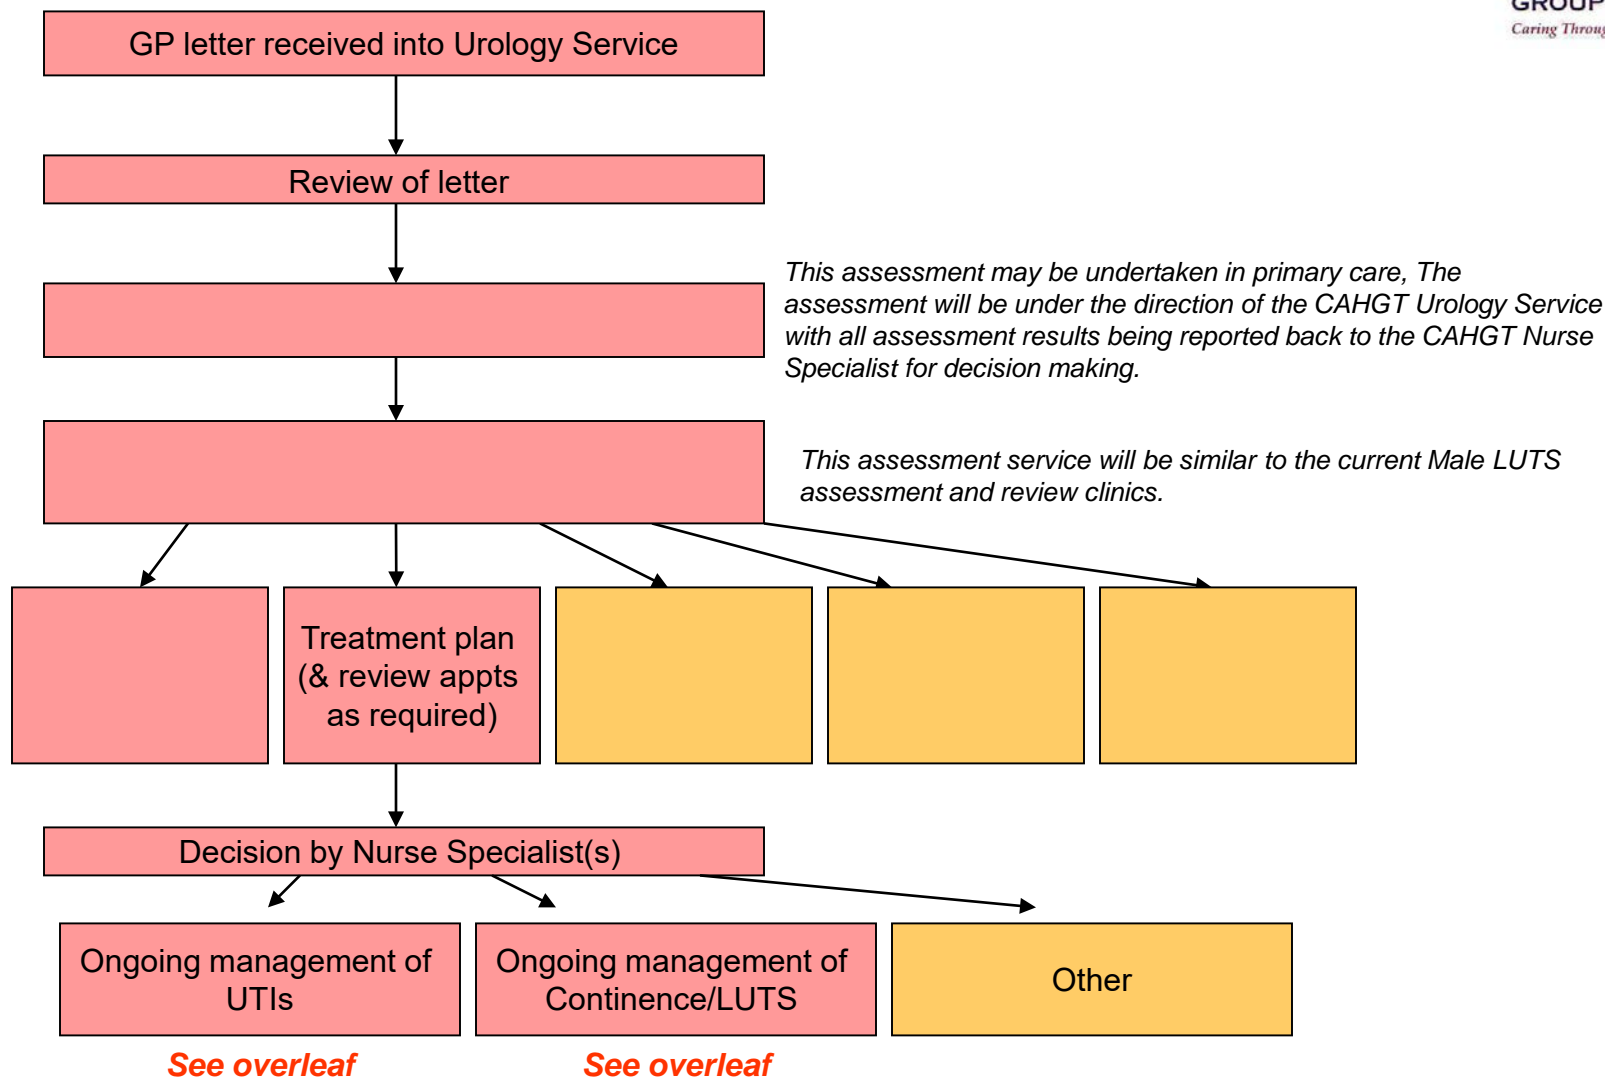 GROUP
Caring Throug
GP letter received into Urology Service
Review of letter
This assessment may be undertaken in primary care, The
assessment will be under the direction of the CAHGT Urology Service
with all assessment results being reported back to the CAHGT Nurse
Specialist for decision making.
This assessment service will be similar to the current Male LUTS
assessment and review clinics.
Treatment plan
(& review appts
as required)
Decision by Nurse Specialist(s)
Ongoing management of
UTIs
Ongoing management of
Continence/LUTS
Other
See overleaf
See overleaf